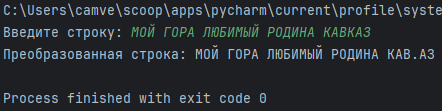 C:\Users\camve\scoop\apps\pycharm\current\profile\syste
Введите строку: МОЙ ГОРА ЛЮБИМЫЙ РОДИНА КАВКАЗ
Преобразованная строка: МОЙ ГОРА ЛЮБИМЫЙ РОДИНА КАВ.АЗ
Process finished with exit code 0